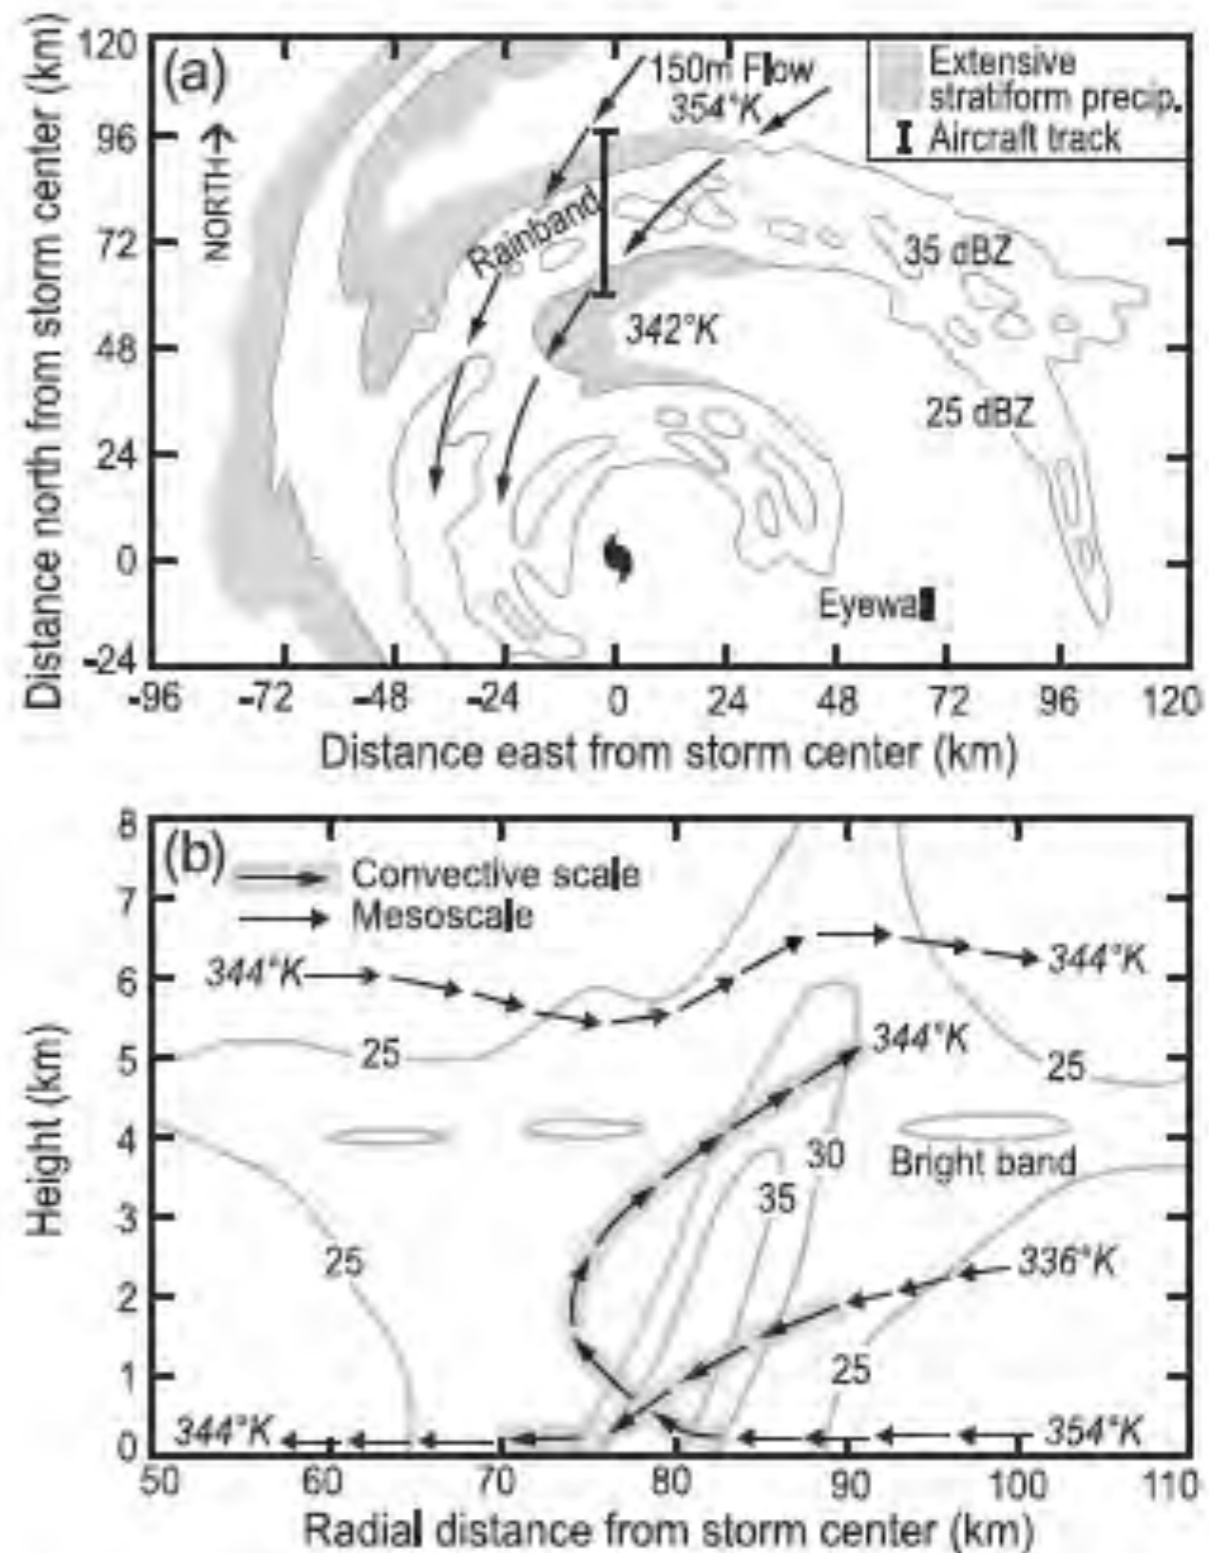 (a)
150m Flow
354°K
Extensive
stratiform precip.
Aircraft track
NORTH
Rainband
35 dBZ
342°K
25 dBZ
Eyewall
120
96
72
48
24
0
-24
-96 -72 -48 -24 0 24 48 72 96 120
Distance north from storm center (km)
Distance east from storm center (km)
(b)
Convective scale
Mesoscale
344°K
344°K
344°K
25
25
Bright band
30
35
25
336°K
25
344°K
354°K
8
7
6
5
4
3
2
1
0
50 60 70 80 90 100 110
Height (km)
Radial distance from storm center (km)